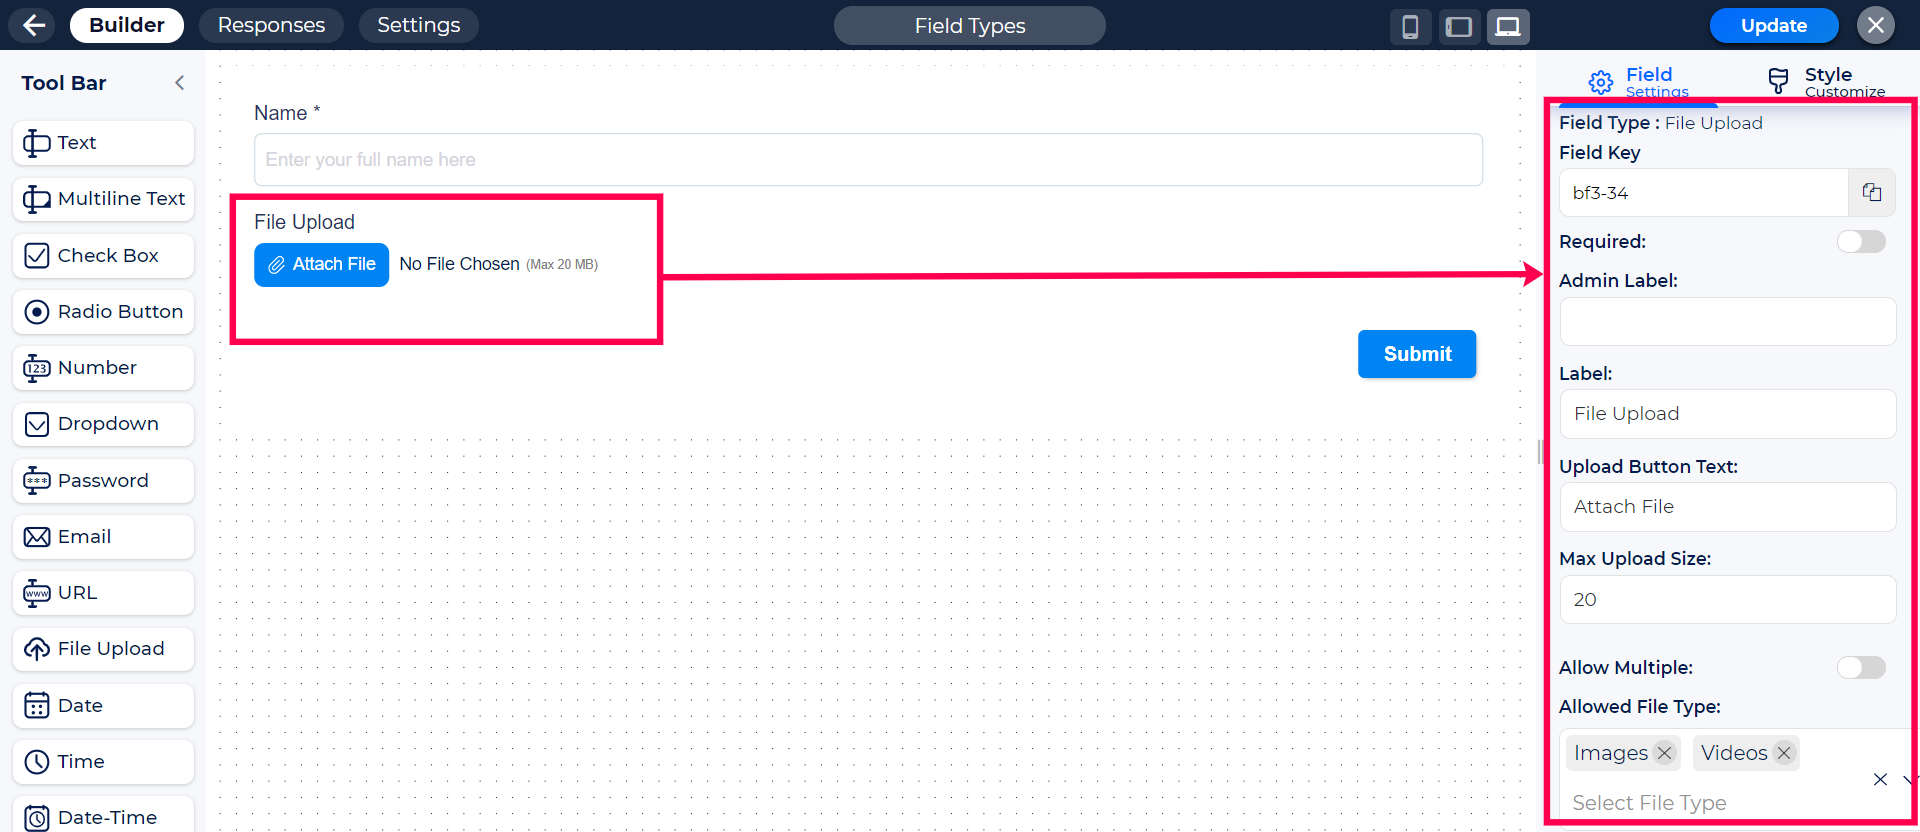 Builder
Responses
Settings
Field Types
Update
Tool Bar
Text
Multiline Text
Check Box
Radio Button
123
Number
Dropdown
***
Password
Email
www
URL
File Upload
Date
Time
Date-Time
Name *
Enter your full name here
File Upload
Attach File No File Chosen (Max 20 MB)
Submit
Field
Settings
Style
Customize
Field Type : File Upload
Field Key
bf3-34
Required:
Admin Label:
Label:
File Upload
Upload Button Text:
Attach File
Max Upload Size:
20
Allow Multiple:
Allowed File Type:
Images Videos
Select File Type